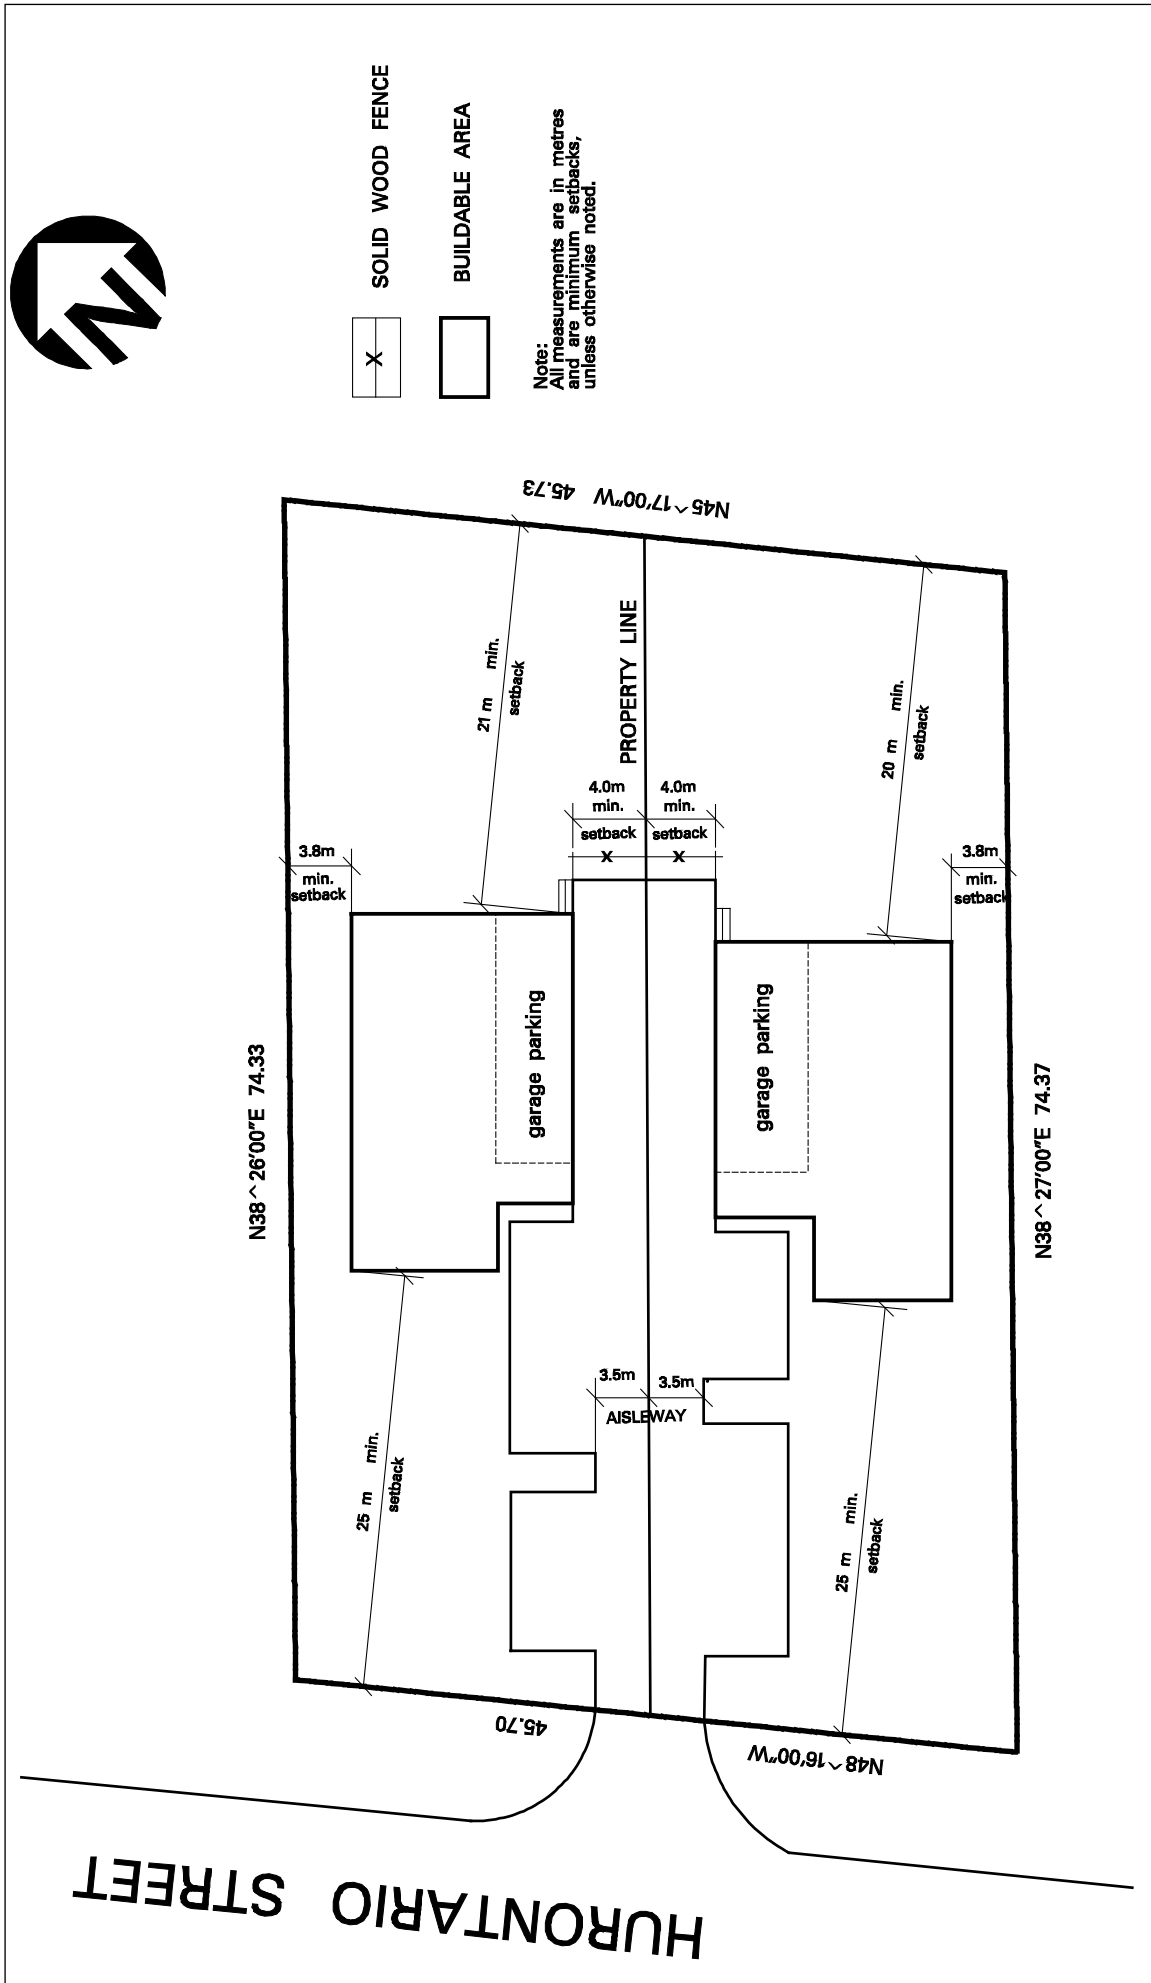 N
SOLID WOOD FENCE
X
BUILDABLE AREA
Note:
All measurements are in metres
and are minimum setbacks,
unless otherwise noted.
N45^17'00"W 45.73
21 m min.
setback
PROPERTY LINE
20 m min.
setback
4.0m
min.
setback
4.0m
min.
setback
X
X
3.8m
min.
setback
3.8m
min.
setback
garage parking
garage parking
N38^26'00"E 74.33
N38^27'00"E 74.37
3.5m
3.5m
AISLEWAY
25 m min.
setback
25 m min.
setback
45.70
N48^16'00"W
HURONTARIO STREET